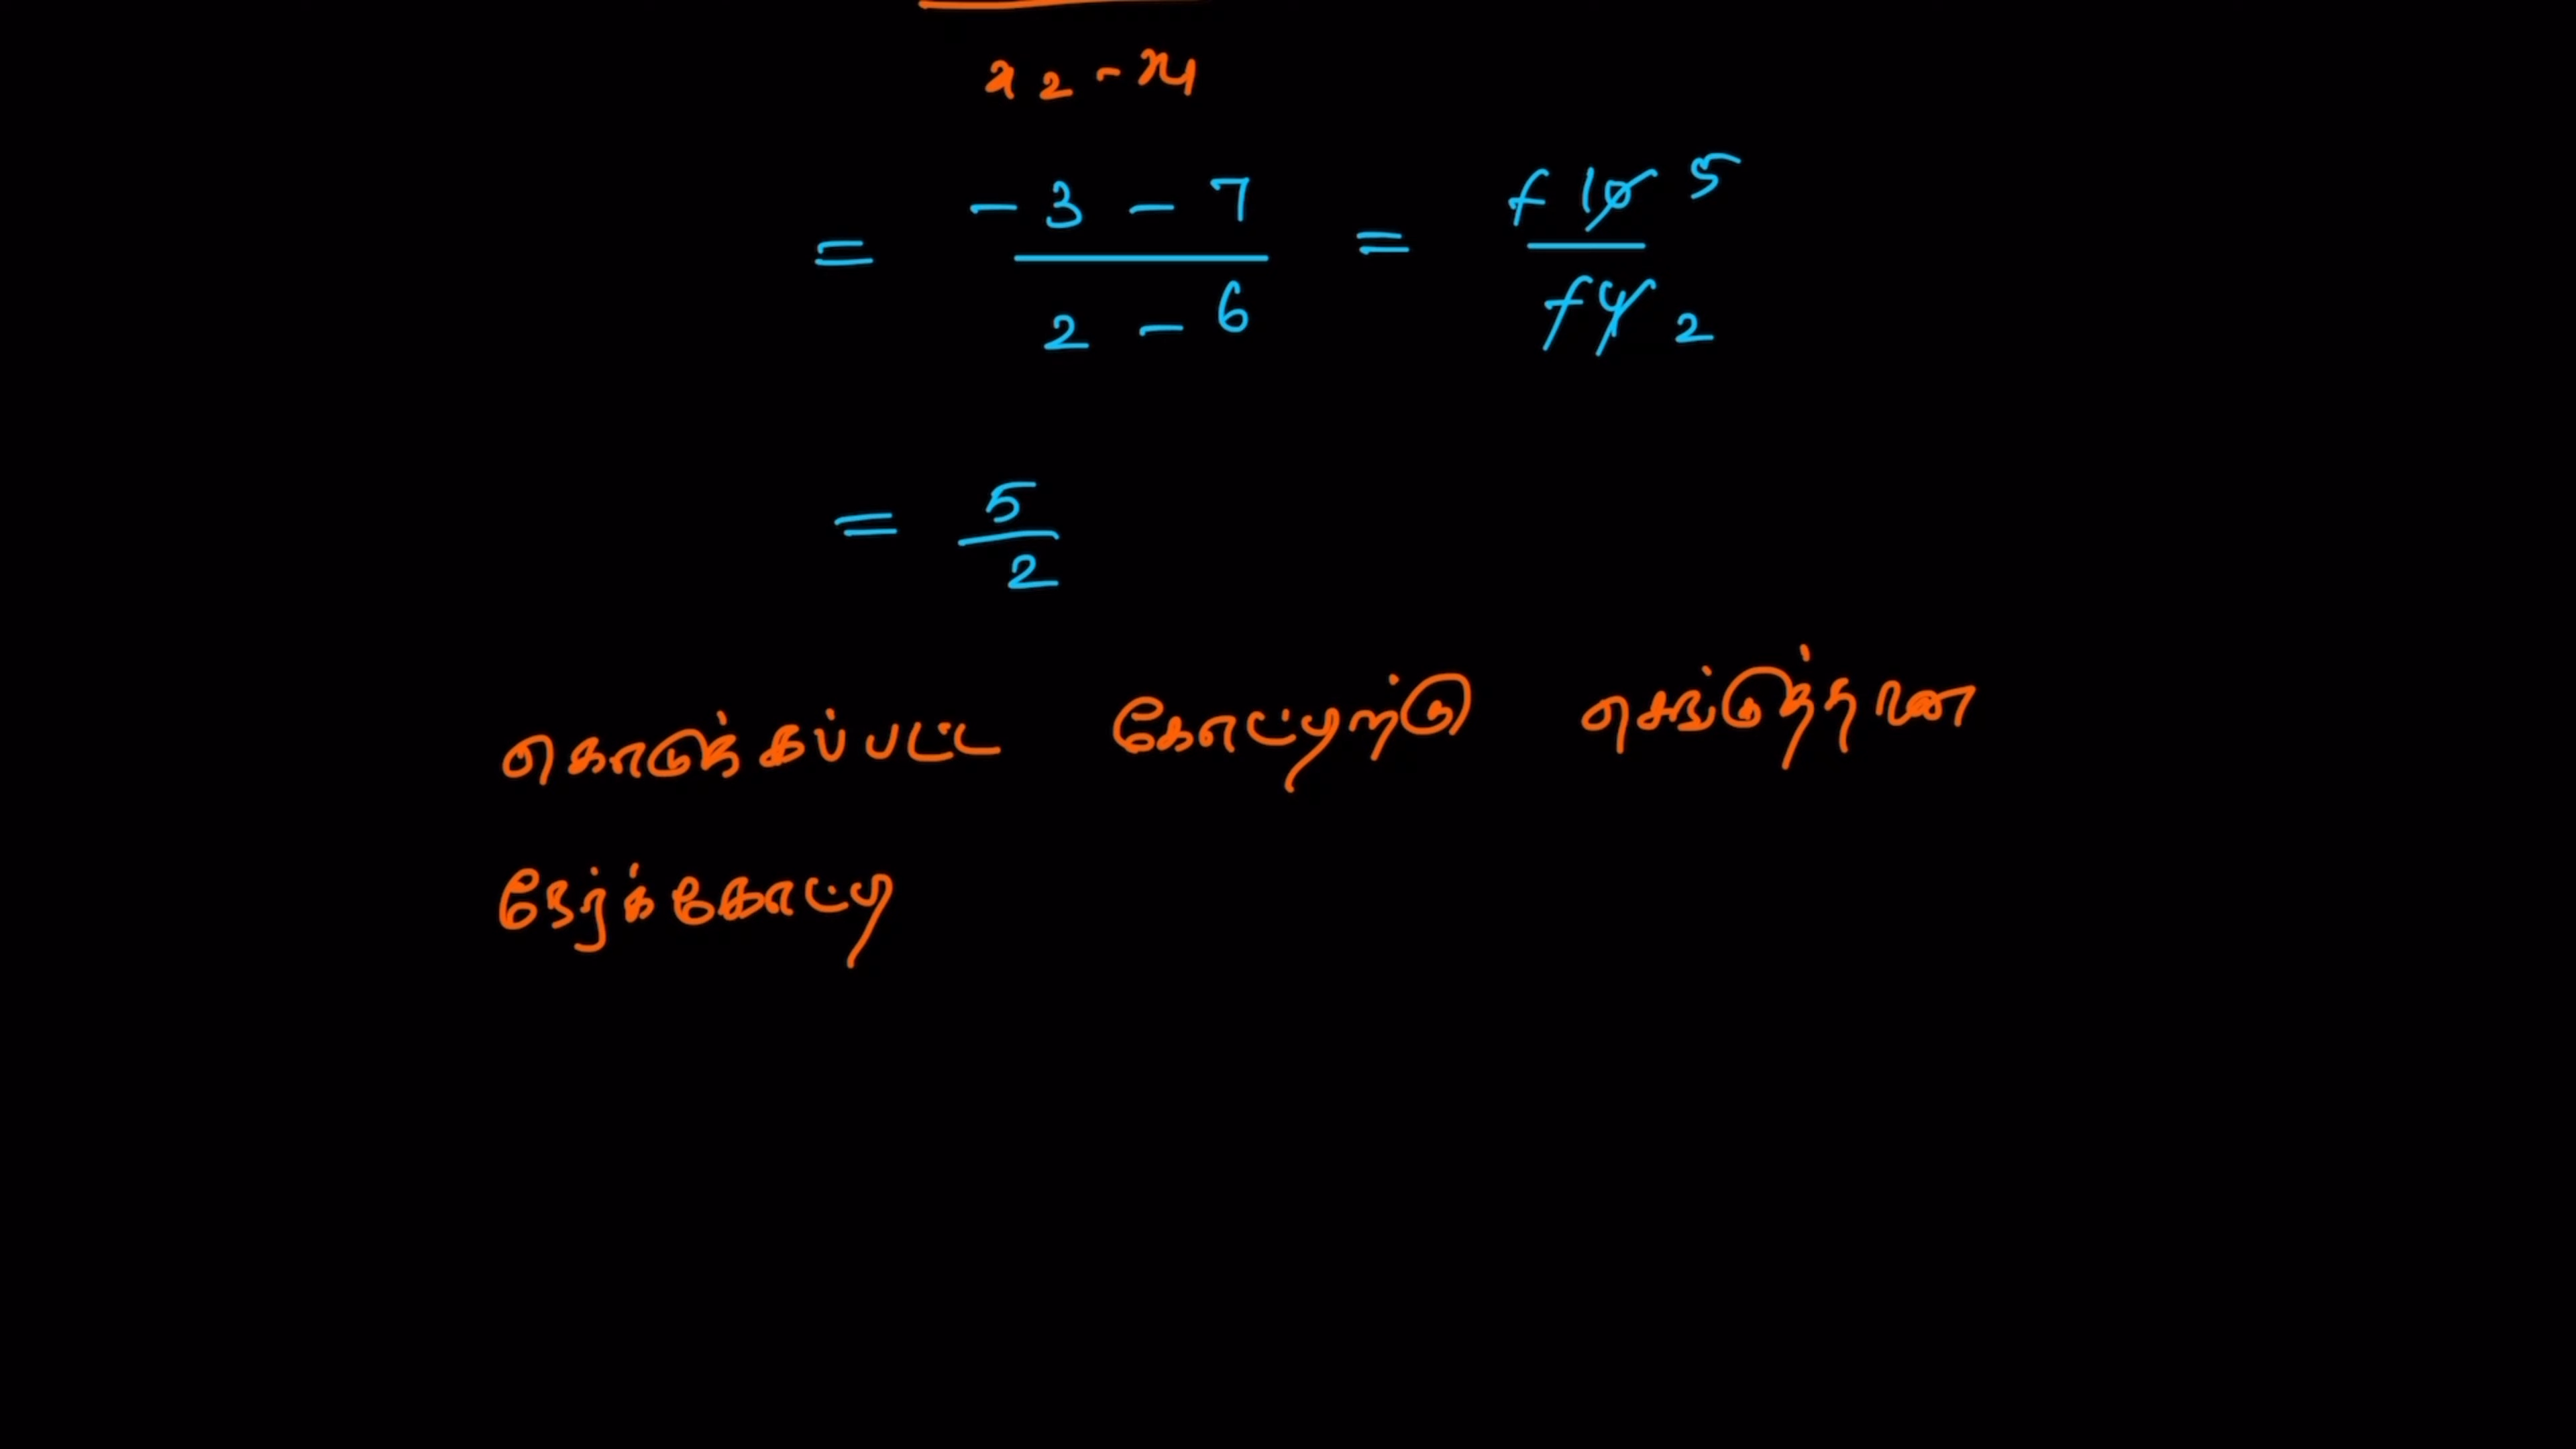 x2 - x1
= -3 - 7 / 2 - 6 = -10 5 / -4 2
= 5/2
கொடுக்கப்பட்ட கோட்டிற்கு செங்குத்தான
நேர்க்கோட்டி